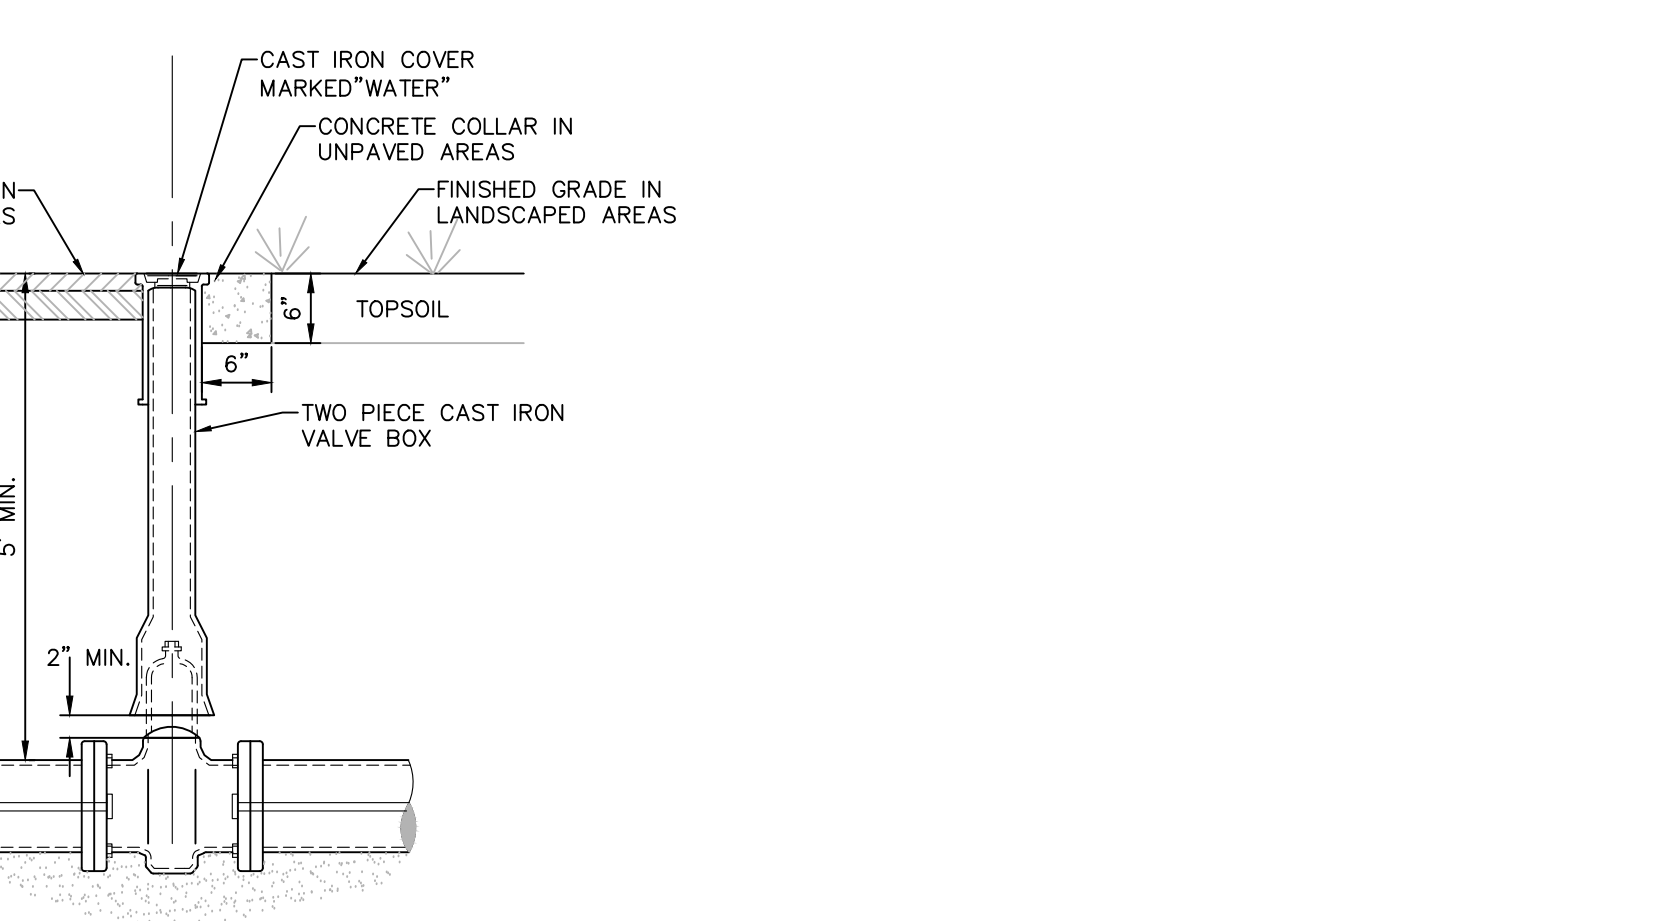 CAST IRON COVER
MARKED”WATER”
CONCRETE COLLAR IN
UNPAVED AREAS
N
S
FINISHED GRADE IN
LANDSCAPED AREAS
6”
TOPSOIL
6”
TWO PIECE CAST IRON
VALVE BOX
5' MIN.
2” MIN.